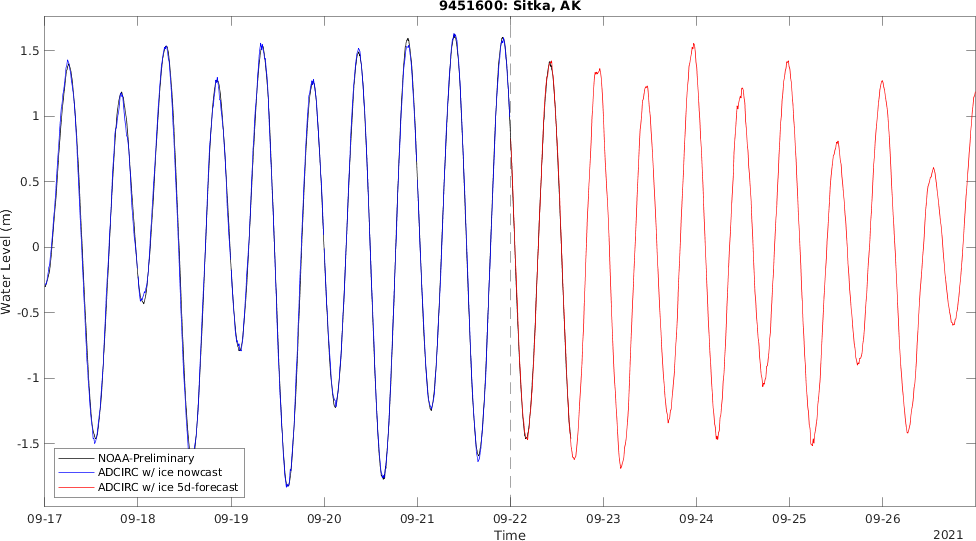 9451600: Sitka, AK
Water Level (m)
1.5
1
0.5
0
-0.5
-1
-1.5
NOAA-Preliminary
ADCIRC w/ ice nowcast
ADCIRC w/ ice 5d-forecast
09-17 09-18 09-19 09-20 09-21 09-22 09-23 09-24 09-25 09-26
Time
2021